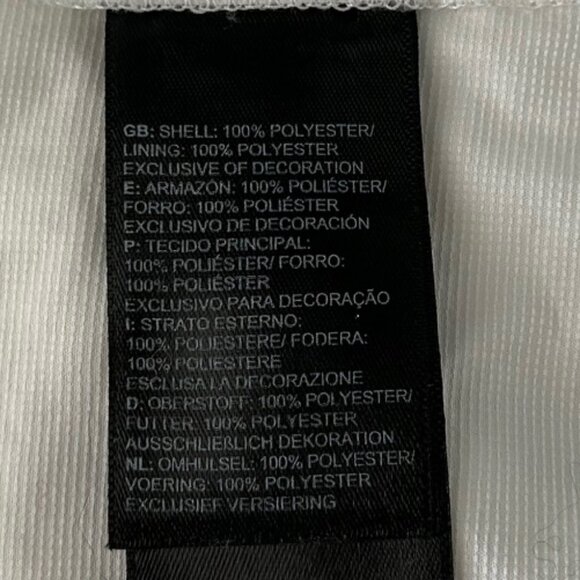 GB: SHELL: 100% POLYESTER/
LINING: 100% POLYESTER
EXCLUSIVE OF DECORATION
E: ARMAZÓN: 100% POLIÉSTER/
FORRO: 100% POLIÉSTER
EXCLUSIVO DE DECORACIÓN
P: TECIDO PRINCIPAL:
100% POLIÉSTER/ FORRO:
100% POLIÉSTER
EXCLUSIVO PARA DECORAÇÃO
I: STRATO ESTERNO:
100% POLIESTERE/ FODERA:
100% POLIESTERE
ESCLUSA LA DECORAZIONE
D: OBERSTOFF: 100% POLYESTER/
FUTTER: 100% POLYESTER
AUSSCHLIEßLICH DEKORATION
NL: OMHULSEL: 100% POLYESTER/
VOERING: 100% POLYESTER
EXCLUSIEF VERSIERING